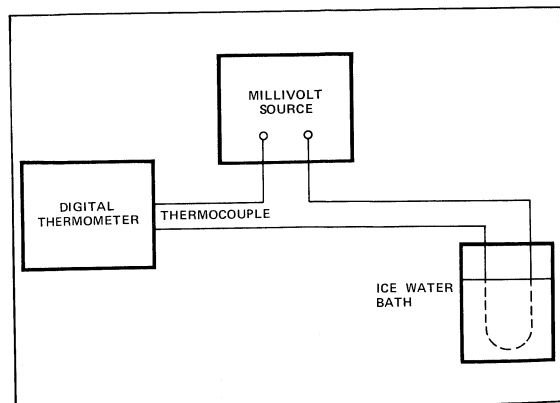 MILLIVOLT
SOURCE
DIGITAL
THERMOMETER
THERMOCOUPLE
ICE WATER
BATH